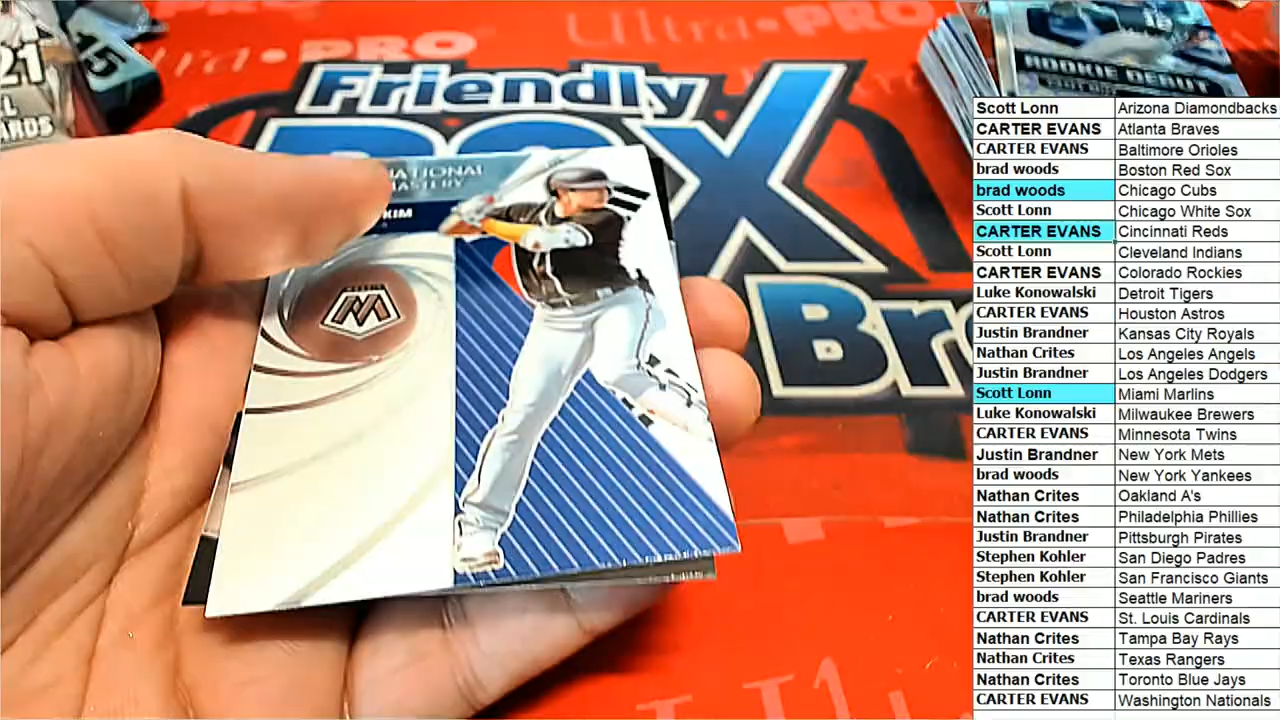 Ultra PRO
Ultra PRO
21
15
ARDS
Friendly
BOX
Br
NATIONAL
KIM
M
ROOKIE DEBUT
Scott Lonn Arizona Diamondbacks
CARTER EVANS Atlanta Braves
CARTER EVANS Baltimore Orioles
brad woods Boston Red Sox
brad woods Chicago Cubs
Scott Lonn Chicago White Sox
CARTER EVANS Cincinnati Reds
Scott Lonn Cleveland Indians
CARTER EVANS Colorado Rockies
Luke Konowalski Detroit Tigers
CARTER EVANS Houston Astros
Justin Brandner Kansas City Royals
Nathan Crites Los Angeles Angels
Justin Brandner Los Angeles Dodgers
Scott Lonn Miami Marlins
Luke Konowalski Milwaukee Brewers
CARTER EVANS Minnesota Twins
Justin Brandner New York Mets
brad woods New York Yankees
Nathan Crites Oakland A's
Nathan Crites Philadelphia Phillies
Justin Brandner Pittsburgh Pirates
Stephen Kohler San Diego Padres
Stephen Kohler San Francisco Giants
brad woods Seattle Mariners
CARTER EVANS St. Louis Cardinals
Nathan Crites Tampa Bay Rays
Nathan Crites Texas Rangers
Nathan Crites Toronto Blue Jays
CARTER EVANS Washington Nationals